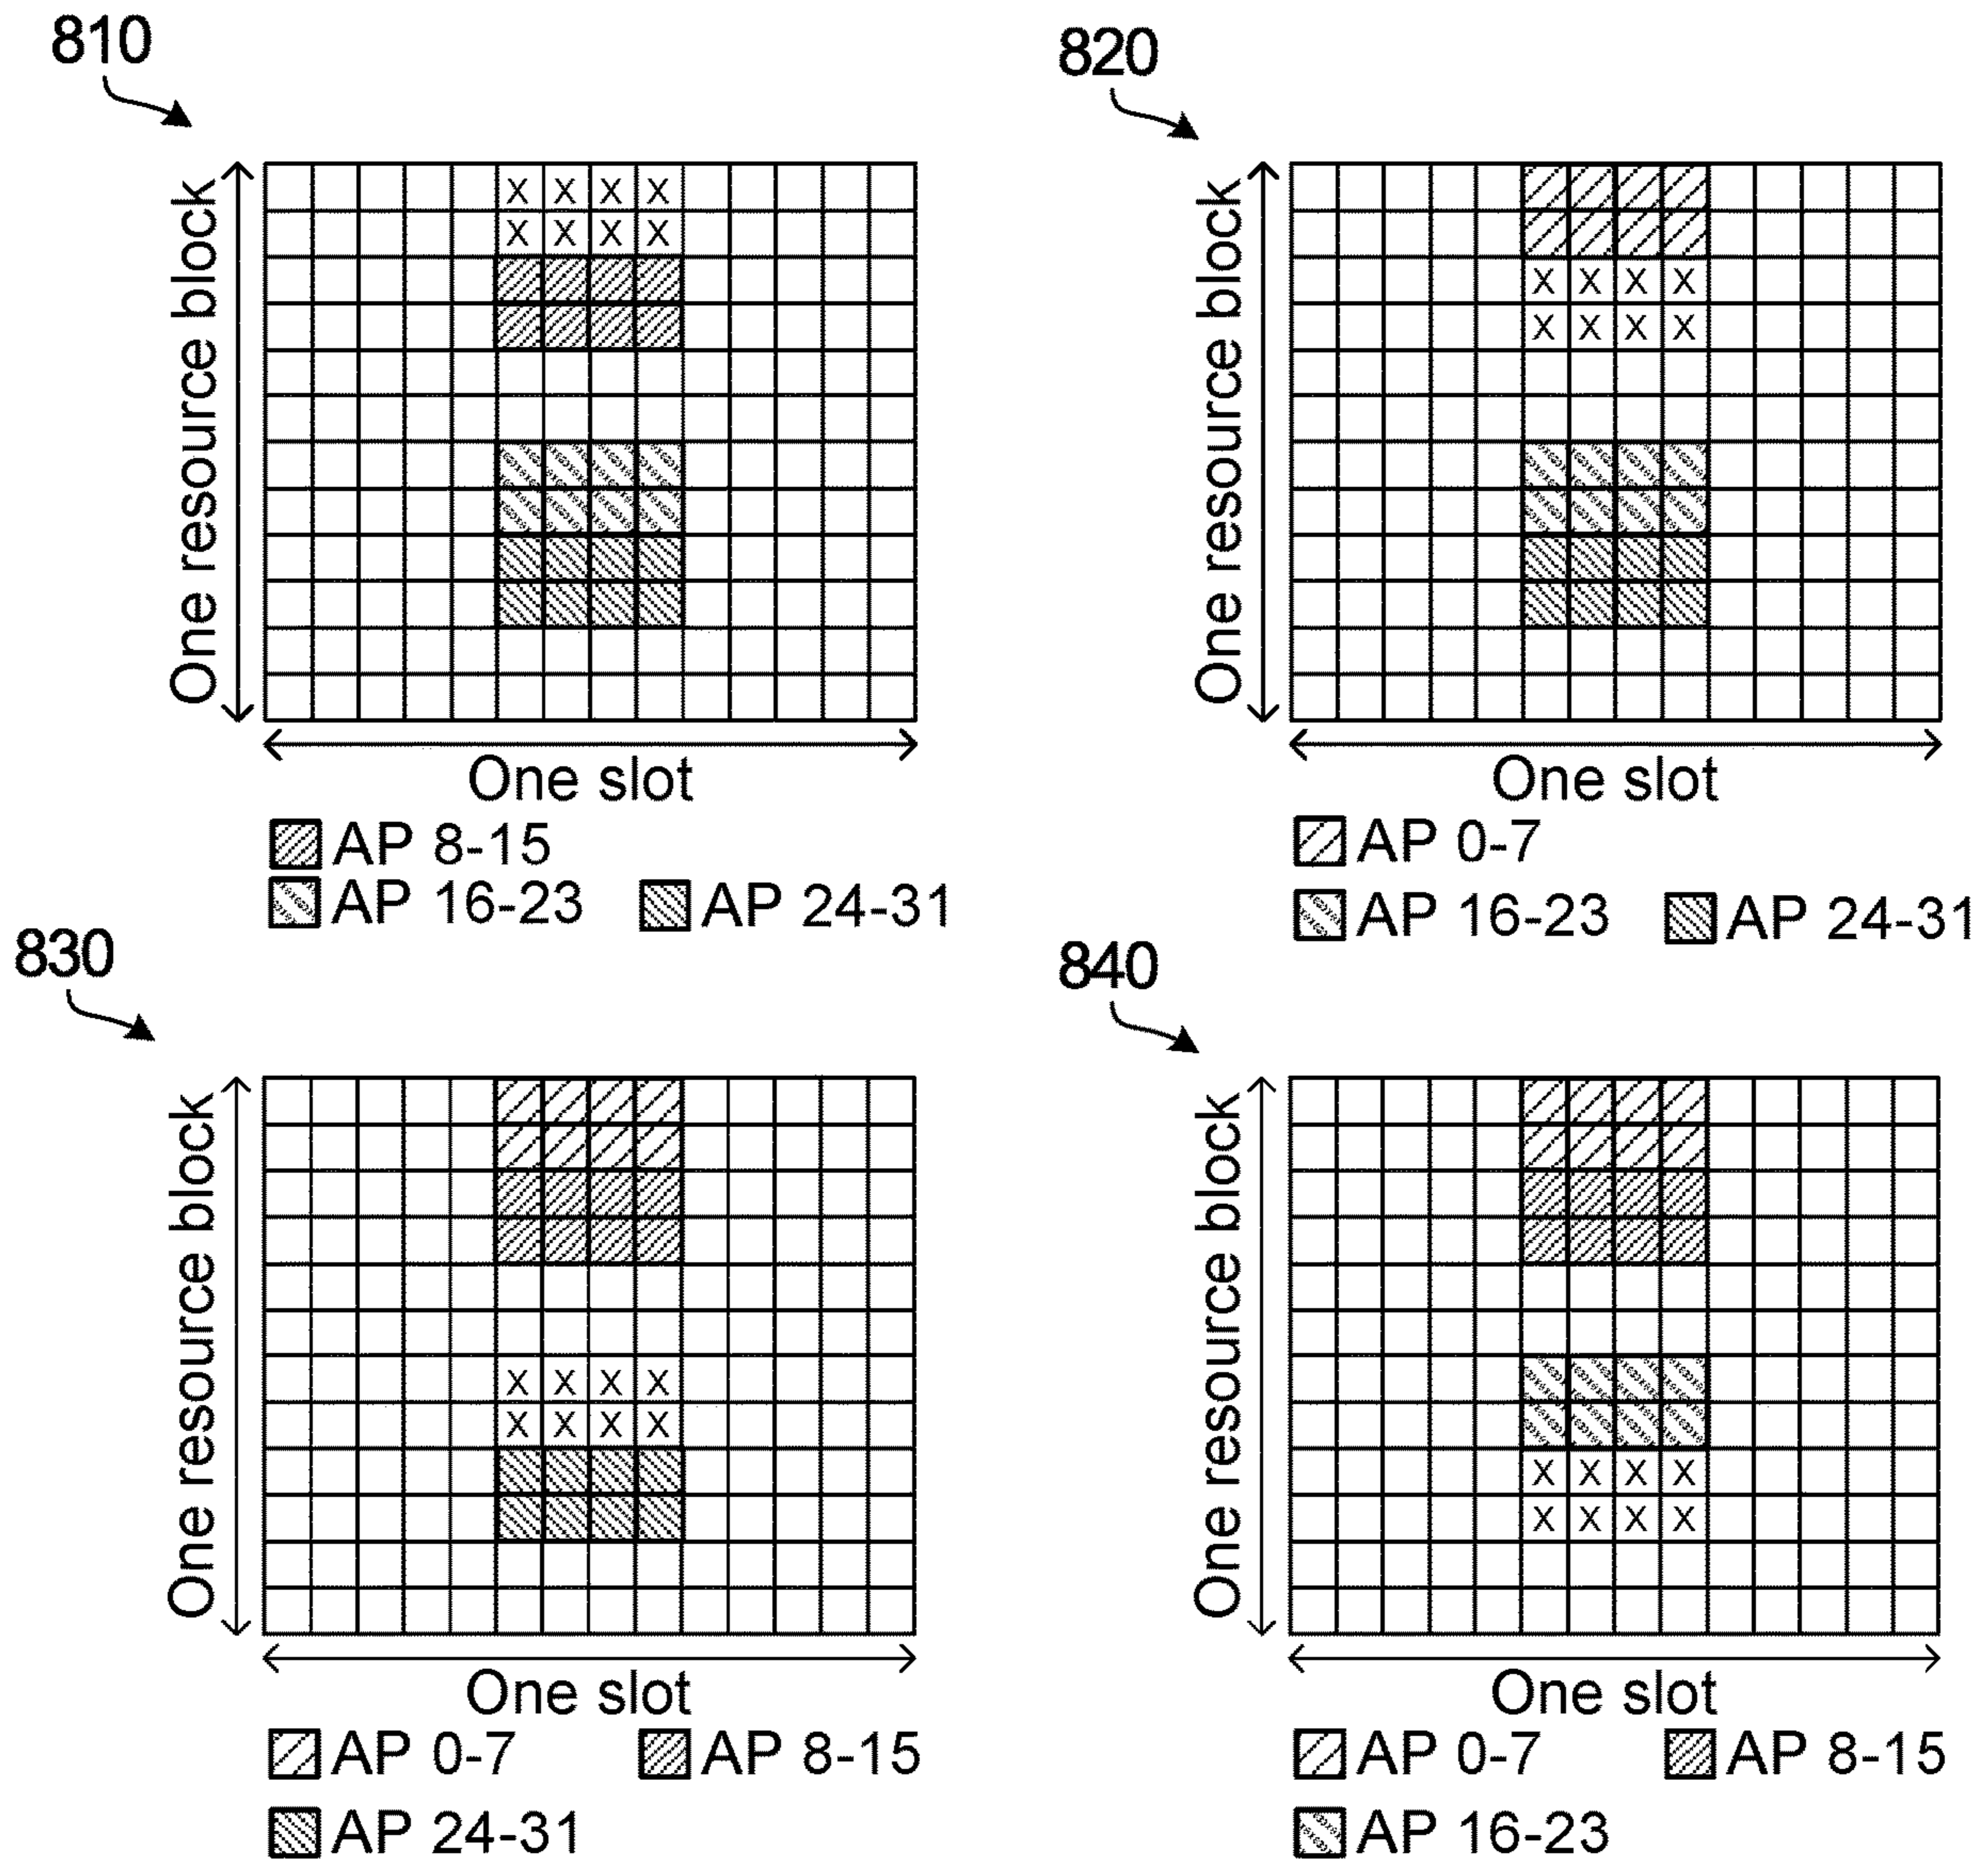 810
One resource block
X X X X
X X X X
One slot
AP 8-15
AP 16-23 AP 24-31
820
One resource block
X X X X
X X X X
One slot
AP 0-7
AP 16-23 AP 24-31
830
One resource block
X X X X
X X X X
One slot
AP 0-7 AP 8-15
AP 24-31
840
One resource block
X X X X
X X X X
One slot
AP 0-7 AP 8-15
AP 16-23